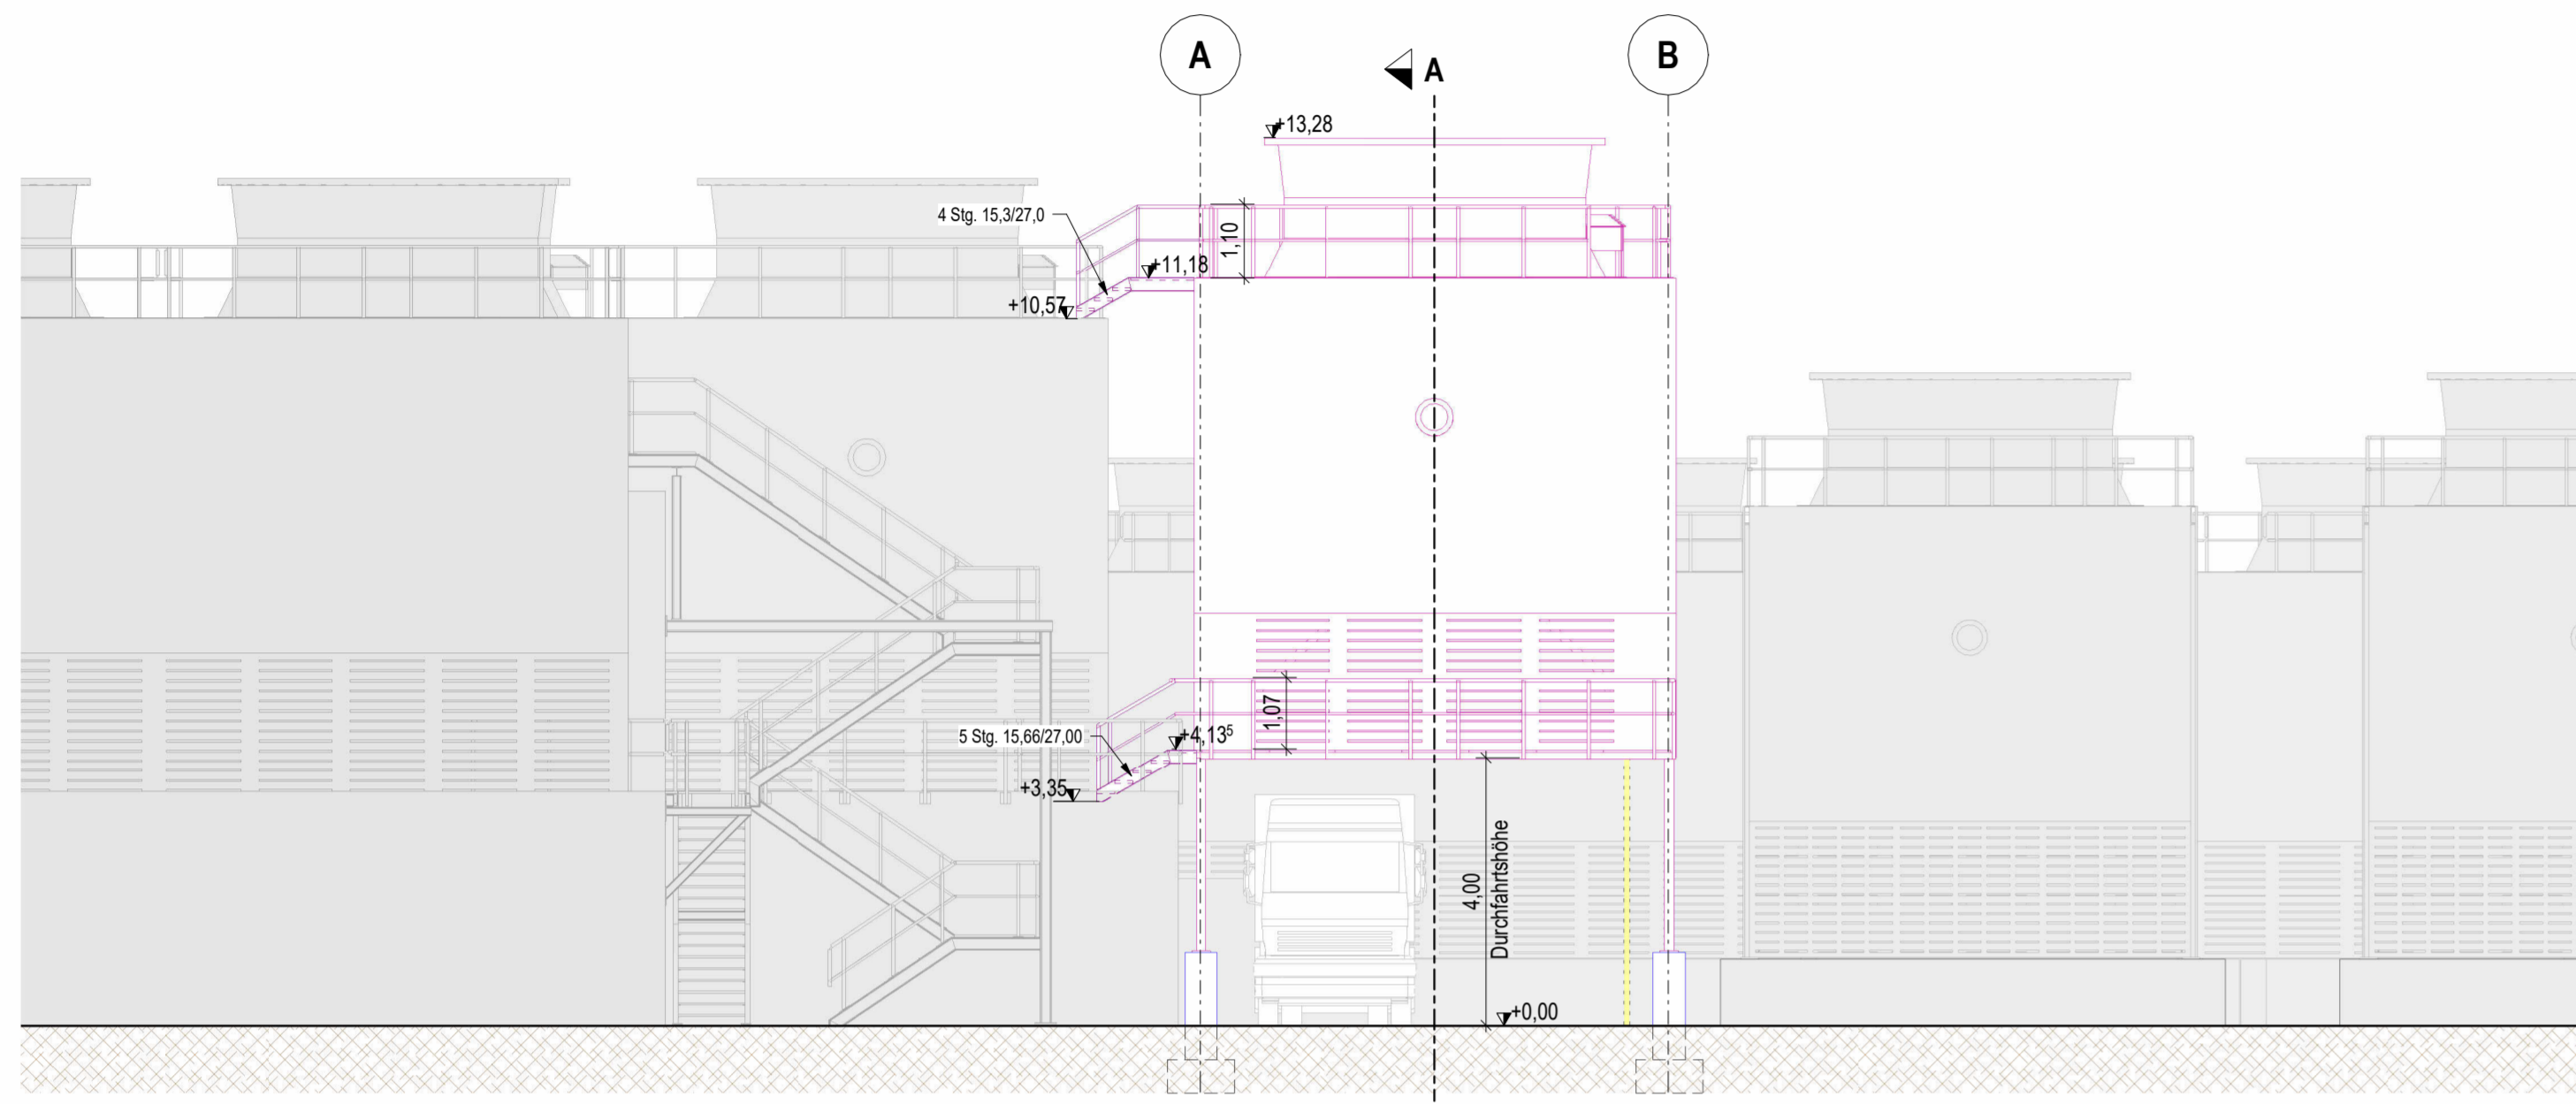 A
B
A
+13,28
4 Stg. 15,3/27,0
1,10
+11,18
+10,57
1,07
5 Stg. 15,66/27,00
+4,13⁵
+3,35
4,00
Durchfahrtshöhe
+0,00